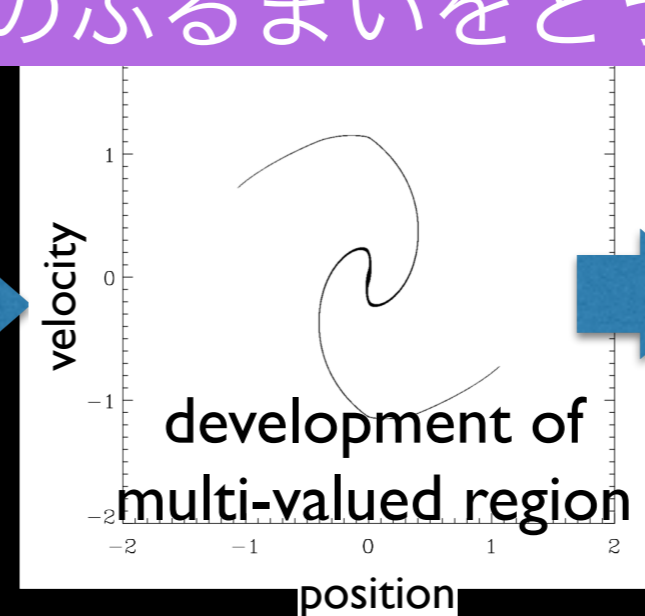 のふるまいをど
1
0
−1
−2
velocity
development of
multi-valued region
−2 −1 0 1 2
position